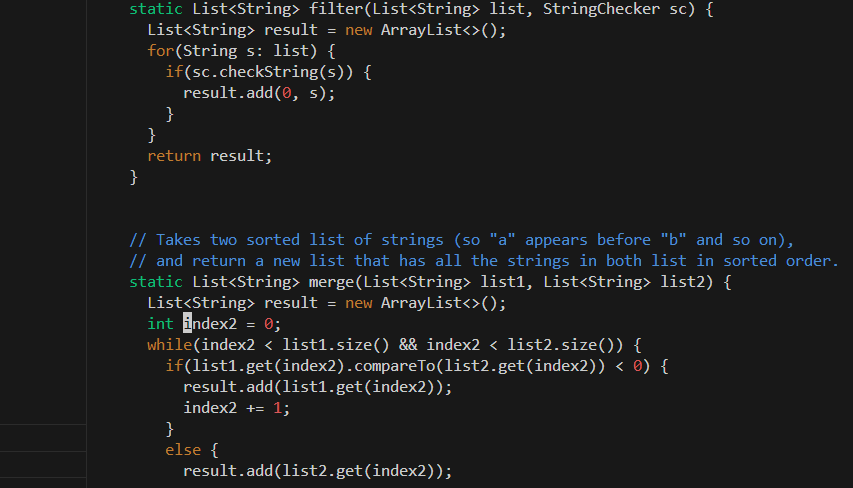 static List<String> filter(List<String> list, StringChecker sc) {
List<String> result = new ArrayList<>();
for(String s: list) {
if(sc.checkString(s)) {
result.add(0, s);
}
}
return result;
}
// Takes two sorted list of strings (so "a" appears before "b" and so on),
// and return a new list that has all the strings in both list in sorted order.
static List<String> merge(List<String> list1, List<String> list2) {
List<String> result = new ArrayList<>();
int index2 = 0;
while(index2 < list1.size() && index2 < list2.size()) {
if(list1.get(index2).compareTo(list2.get(index2)) < 0) {
result.add(list1.get(index2));
index2 += 1;
}
else {
result.add(list2.get(index2));